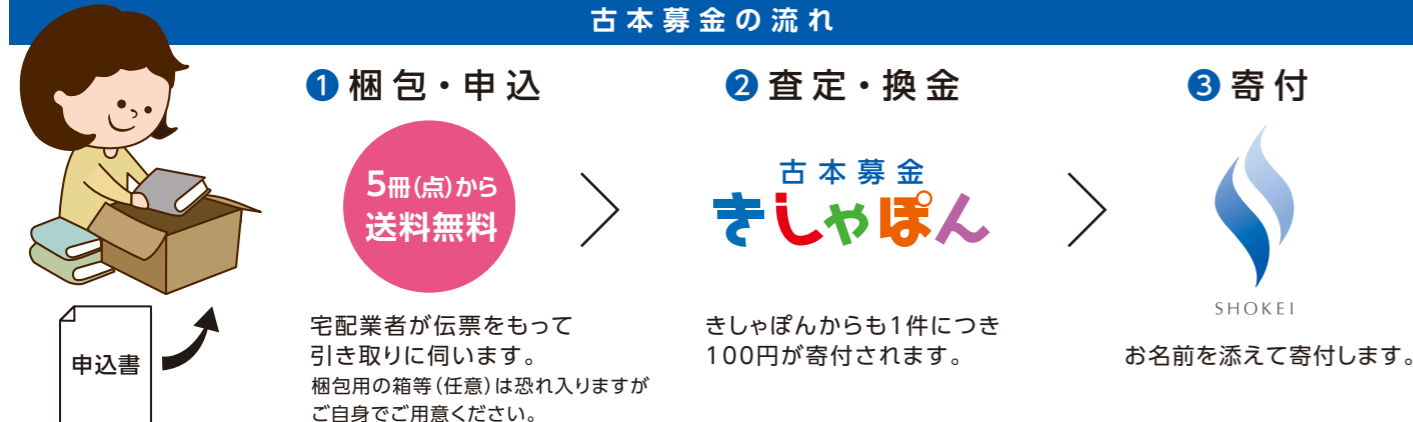 古本募金の流れ
❶梱包・申込
5冊(点)から
送料無料
宅配業者が伝票をもって
引き取りに伺います。
梱包用の箱等(任意)は恐れ入りますが
ご自身でご用意ください。
申込書
❷査定・換金
古本募金
きしゃぽん
きしゃぽんからも1件につき
100円が寄付されます。
❸寄付
SHOKEI
お名前を添えて寄付します。